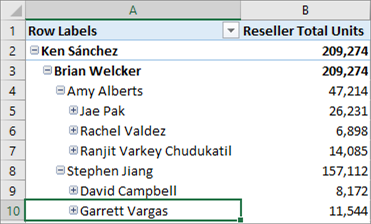 A B
1 Row Labels Reseller Total Units
2 Ken Sánchez 209,274
3 Brian Welcker 209,274
4 Amy Alberts 47,214
5 Jae Pak 26,231
6 Rachel Valdez 6,898
7 Ranjit Varkey Chudukatil 14,085
8 Stephen Jiang 157,112
9 David Campbell 8,172
10 Garrett Vargas 11,544